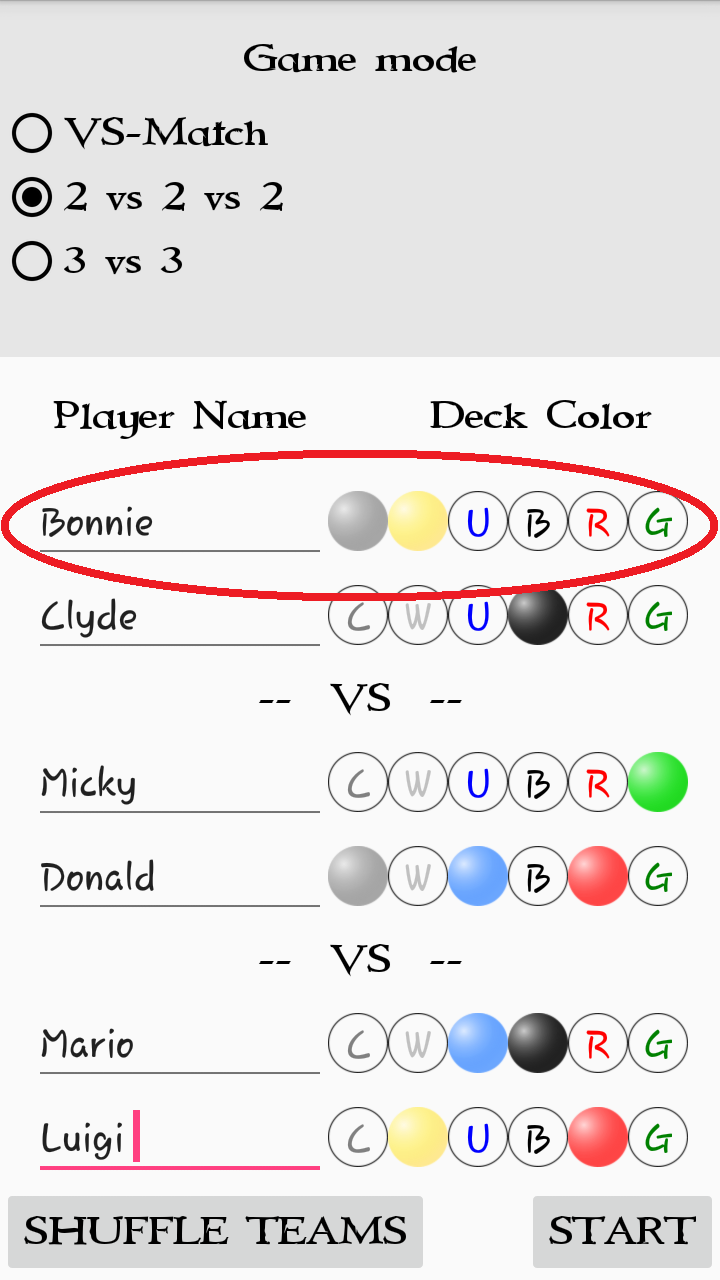 Game mode
VS-Match
2 vs 2 vs 2
3 vs 3
Player Name Deck Color
Bonnie U B R G
Clyde C W U R G
-- VS --
Micky C W U B R
Donald W B G
-- VS --
Mario C W R G
Luigi C U B G
SHUFFLE TEAMS START